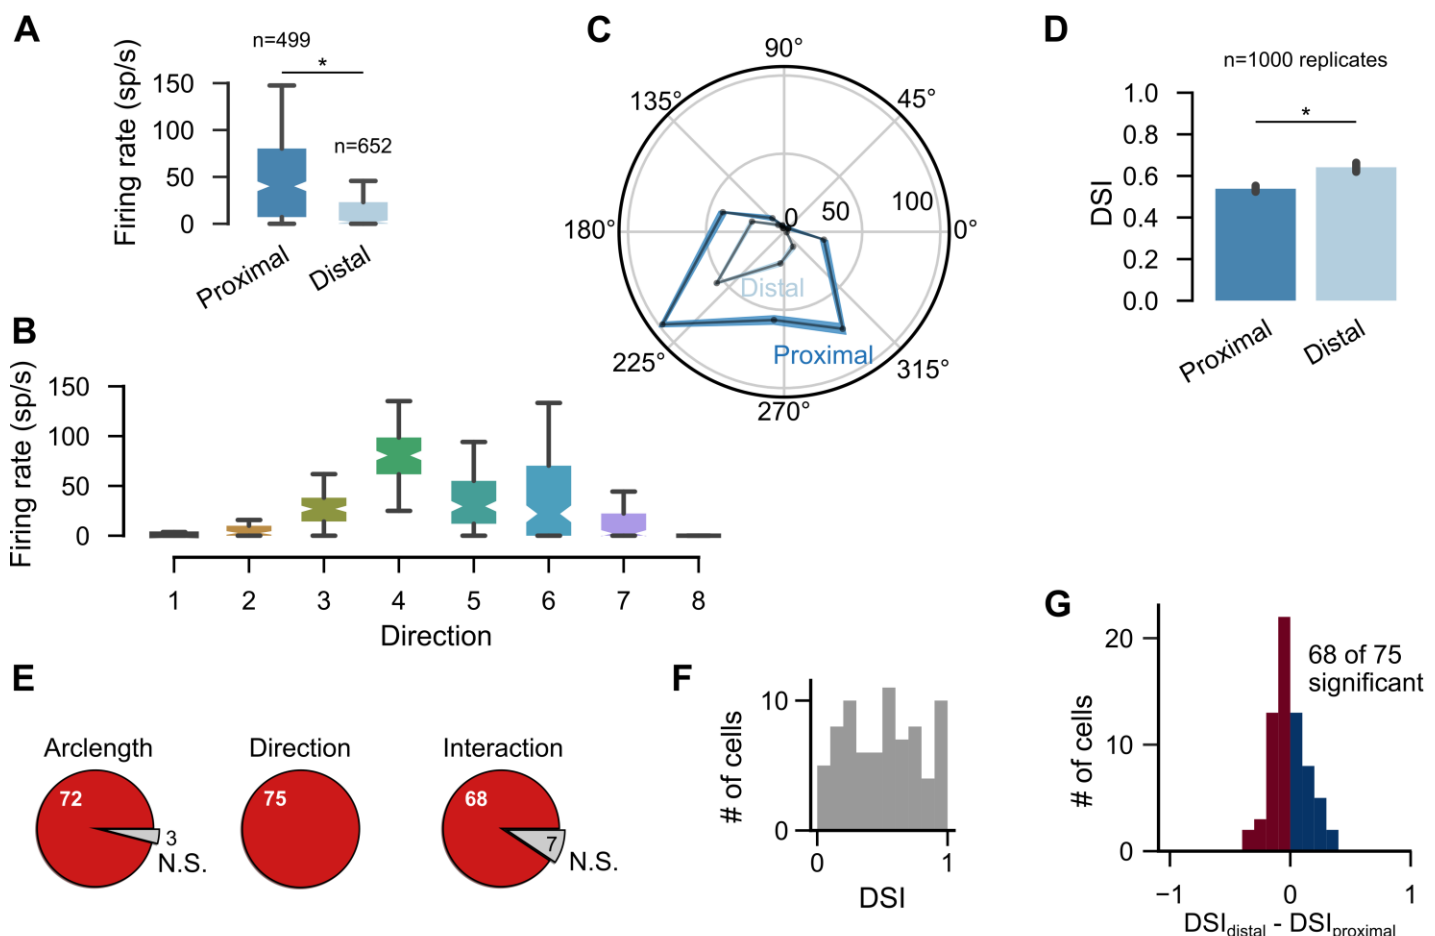 A
Firing rate (sp/s)
150
100
50
0
n=499
*
n=652
Proximal
Distal
B
Firing rate (sp/s)
150
100
50
0
1 2 3 4 5 6 7 8
Direction
C
90°
135°
45°
180°
0 50 100
0°
Distal
Proximal
225°
315°
270°
D
n=1000 replicates
*
DSI
1.0
0.8
0.6
0.4
0.2
0.0
Proximal
Distal
E
Arclength
72
3
N.S.
Direction
75
Interaction
68
7
N.S.
F
# of cells
10
0
0 1
DSI
G
# of cells
20
10
0
68 of 75
significant
−1 0 1
DSIdistal - DSIproximal